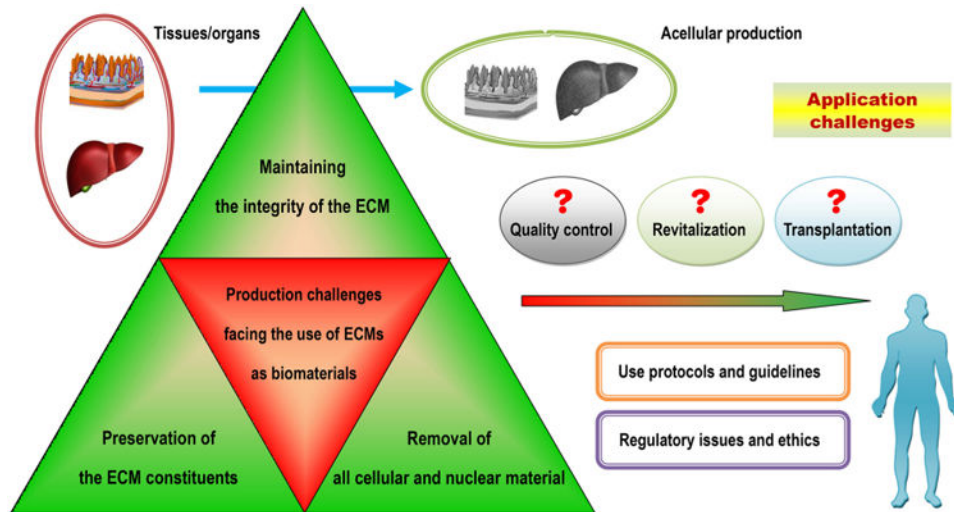 Tissues/organs
Acellular production
Application
challenges
Maintaining
the integrity of the ECM
?
Quality control
?
Revitalization
?
Transplantation
Production challenges
facing the use of ECMs
as biomaterials
Use protocols and guidelines
Preservation of
the ECM constituents
Removal of
all cellular and nuclear material
Regulatory issues and ethics